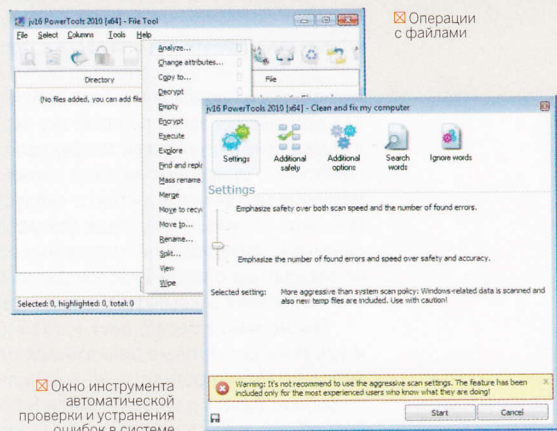 jv16 PowerTools 2010 [x64] - File Tool
File Select Columns Tools Help
Directory
File
(No files added, you can add file
Analyze...
Change attributes...
Copy to...
Decrypt
Empty
Encrypt
Execute
Explore
Find and repl
Mass rename
Merge
Move to recy
Move to...
Rename...
Split...
View
Wipe
Selected: 0, highlighted: 0, total: 0
Операции
с файлами
jv16 PowerTools 2010 [x64] - Clean and fix my computer
Settings
Additional
safety
Additional
options
Search
words
Ignore words
Settings
Emphasize safety over both scan speed and the number of found errors.
Emphasize the number of found errors and speed over safety and accuracy.
Selected setting: More aggressive than system scan policy: Windows-related data is scanned and
also new temp files are included. Use with caution!
Warning: It's not recommend to use the aggressive scan settings. The feature has been
included only for the most experienced users who know what they are doing!
Start Cancel
Окно инструмента
автоматической
проверки и устранения
ошибок в системе